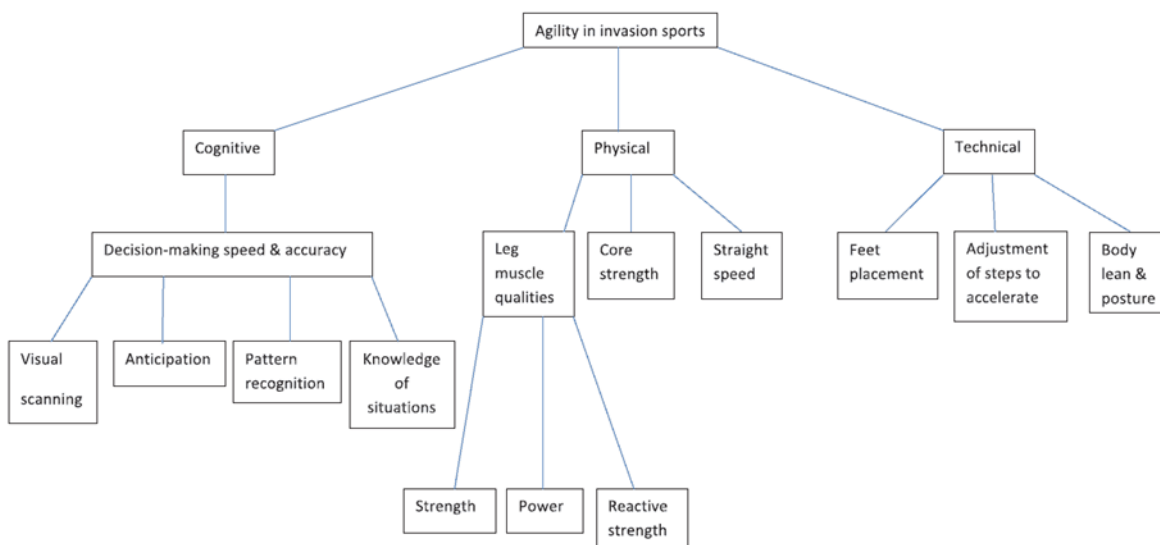 Agility in invasion sports
Cognitive
Physical
Technical
Decision-making speed & accuracy
Leg
muscle
qualities
Core
strength
Straight
speed
Feet
placement
Adjustment
of steps to
accelerate
Body
lean &
posture
Visual
scanning
Anticipation
Pattern
recognition
Knowledge
of
situations
Strength
Power
Reactive
strength